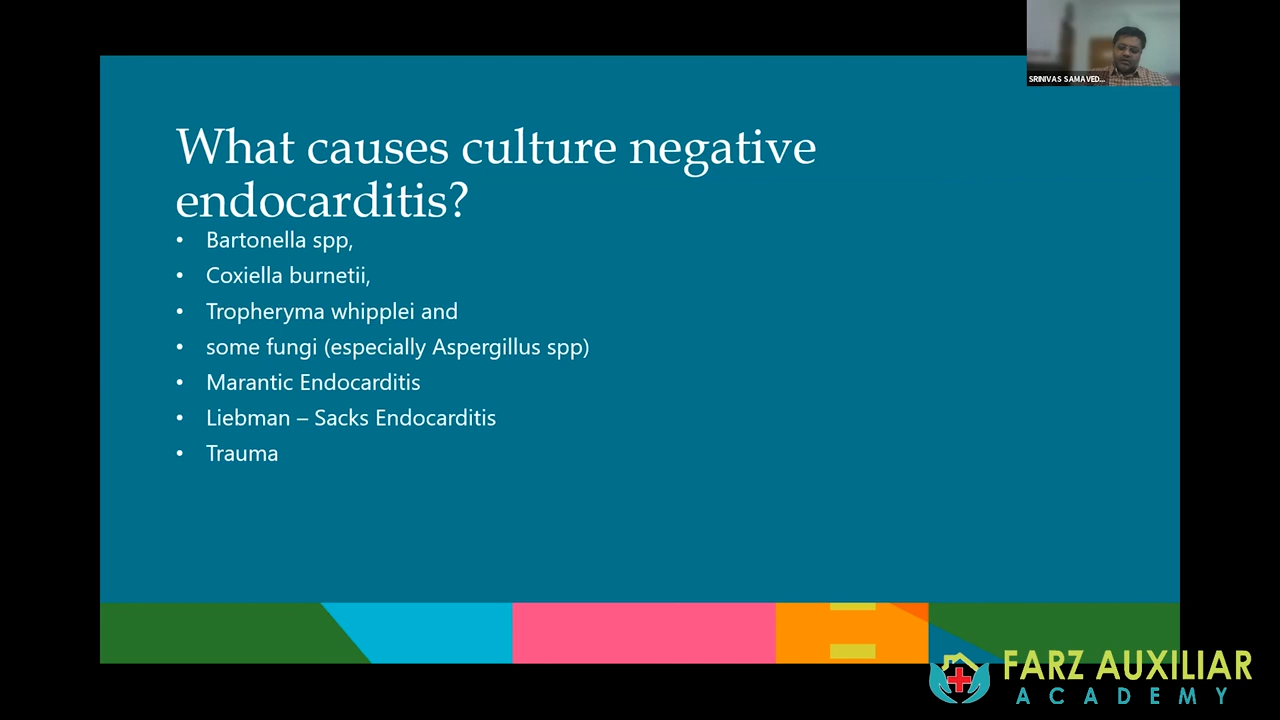 SRINIVAS SAMAVED...
What causes culture negative
endocarditis?
• Bartonella spp,
• Coxiella burnetii,
• Tropheryma whipplei and
• some fungi (especially Aspergillus spp)
• Marantic Endocarditis
• Liebman – Sacks Endocarditis
• Trauma
FARZ AUXILIAR
ACADEMY